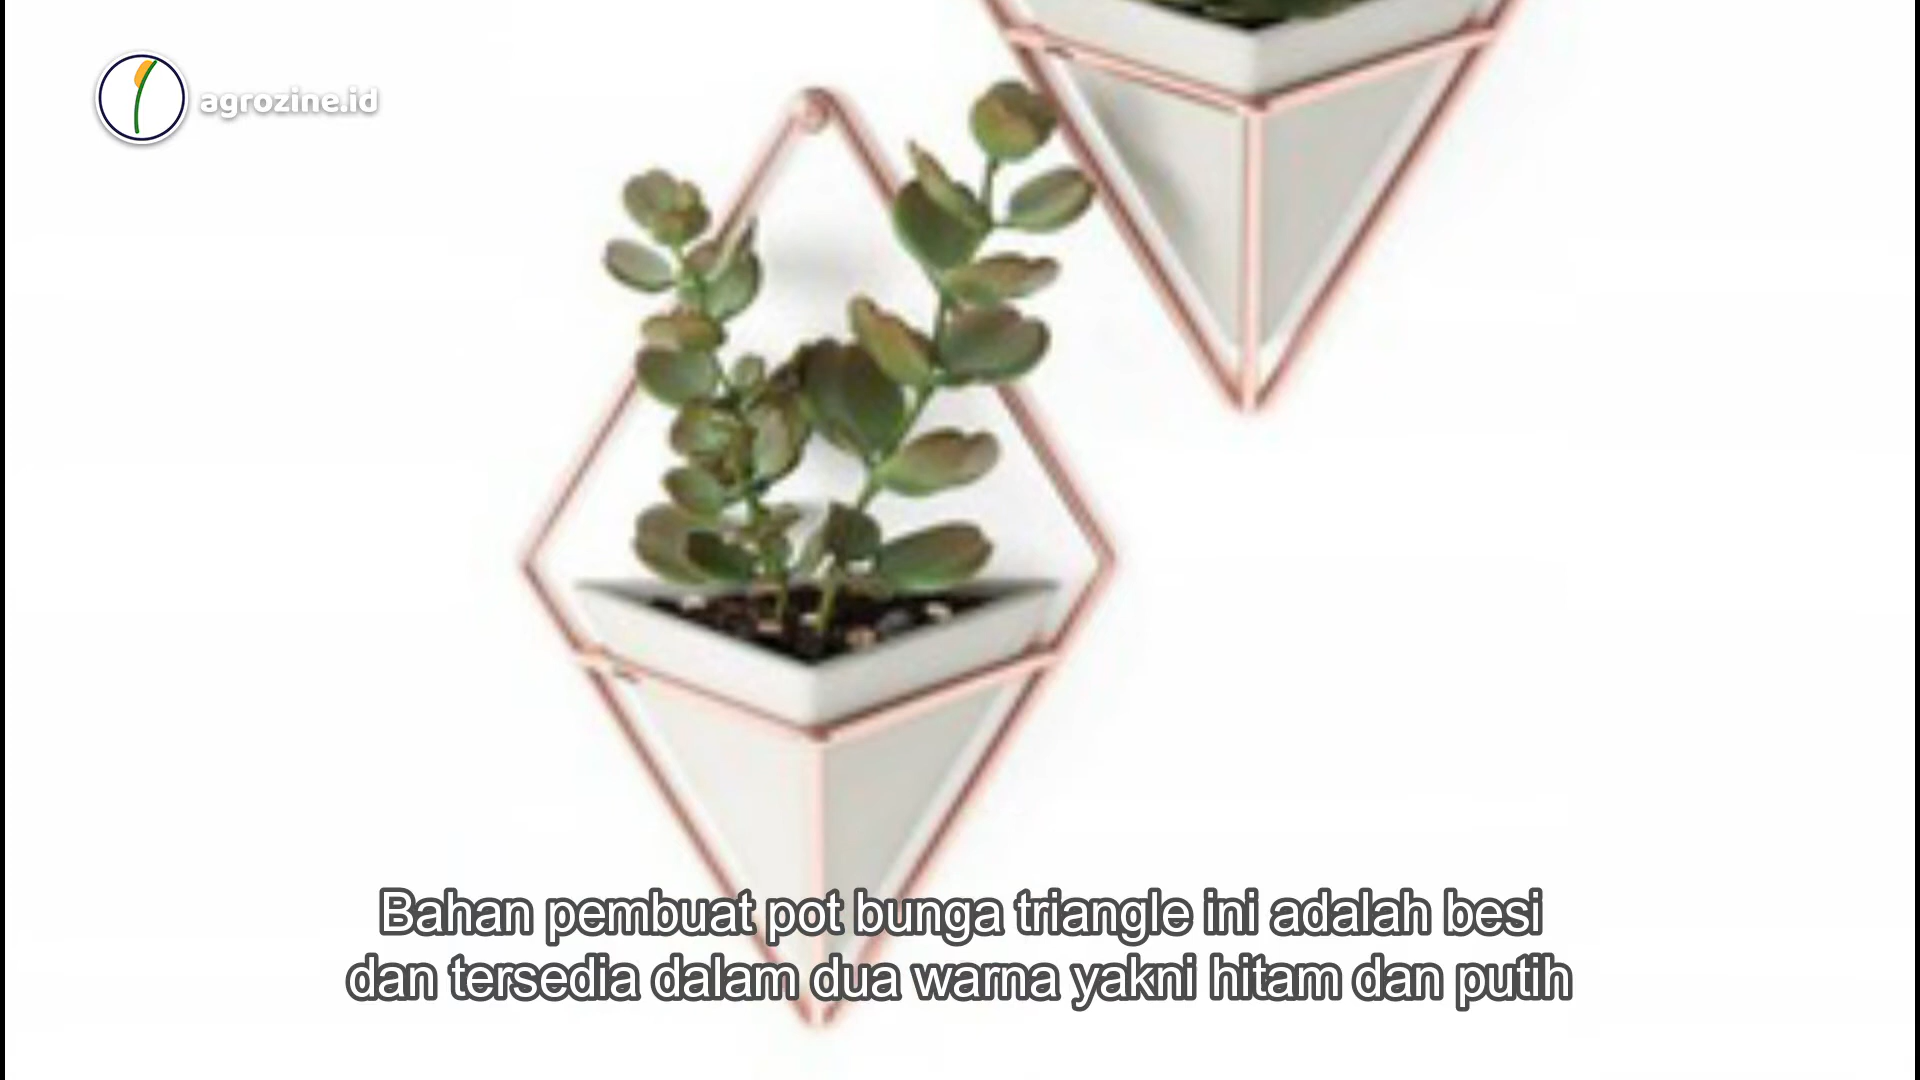 agrozine.id
Bahan pembuat pot bunga triangle ini adalah besi
dan tersedia dalam dua warna yakni hitam dan putih